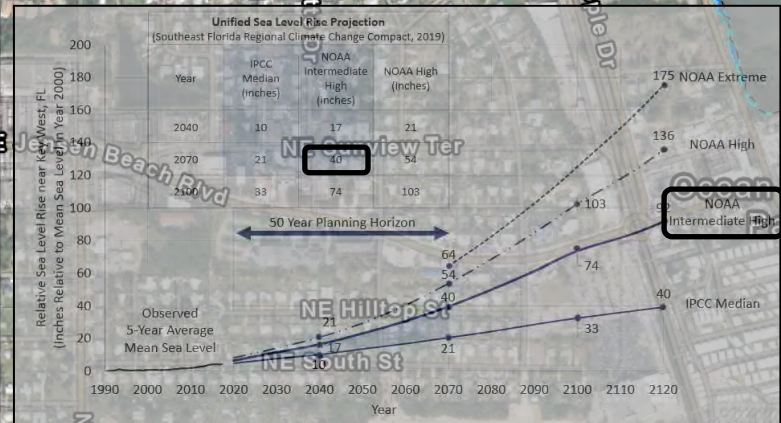 Unified Sea Level Rise Projection
(Southeast Florida Regional Climate Change Compact, 2019)
Year
IPCC
Median
(inches)
NOAA
Intermediate
High
(inches)
NOAA High
(inches)
2040 10 17 21
2070 21 40 54
2100 33 74 103
Relative Sea Level Rise near Key West, FL
(Inches Relative to Mean Sea Level in Year 2000)
200
180
160
140
120
100
80
60
40
20
0
50 Year Planning Horizon
Observed
5-Year Average
Mean Sea Level
175 NOAA Extreme
136
NOAA High
103
NOAA
Intermediate High
74
64
54
40
40
IPCC Median
33
21
21
17
10
1990 2000 2010 2020 2030 2040 2050 2060 2070 2080 2090 2100 2110 2120
Year
Beach Blvd
NE Sunview Ter
NE Hilltop St
NE South St
ple Dr
Ocean